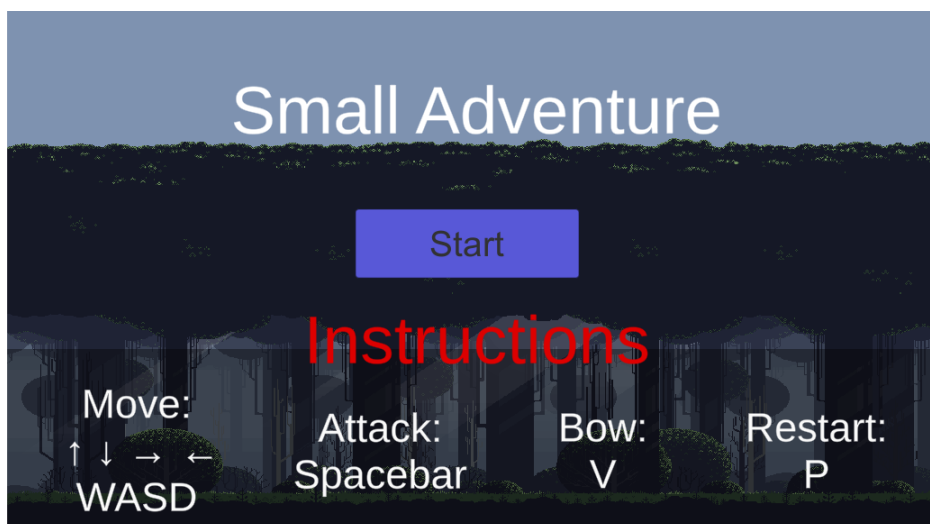 Small Adventure
Start
Instructions
Move:
↑ ↓ → ←
WASD
Attack:
Spacebar
Bow:
V
Restart:
P